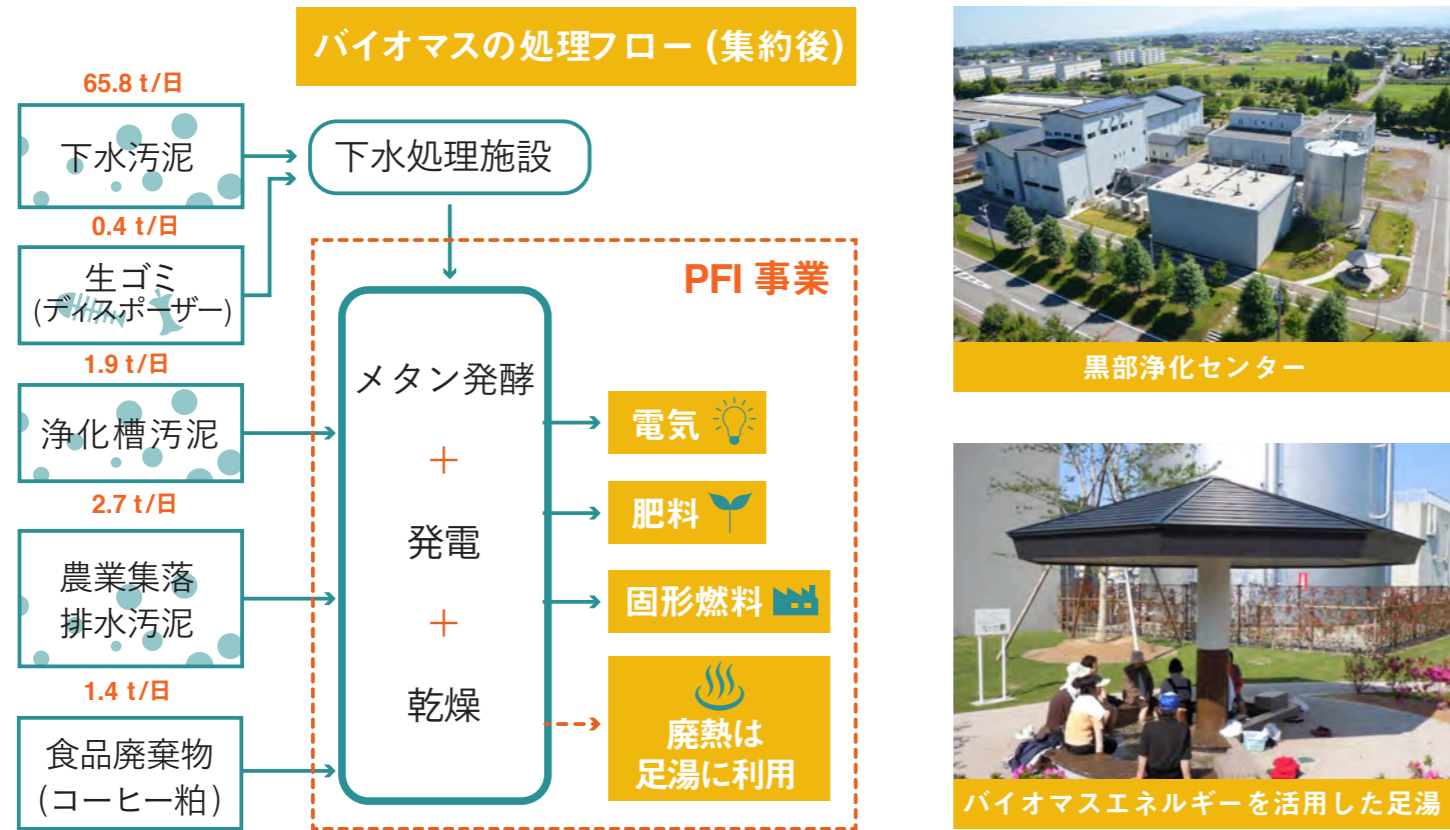 バイオマスの処理フロー (集約後)
65.8 t/日
下水汚泥
下水処理施設
0.4 t/日
生ゴミ
(ディスポーザー)
1.9 t/日
浄化槽汚泥
2.7 t/日
農業集落
排水汚泥
1.4 t/日
食品廃棄物
(コーヒー粕)
PFI 事業
メタン発酵
+
発電
+
乾燥
電気
肥料
固形燃料
廃熱は
足湯に利用
黒部浄化センター
バイオマスエネルギーを活用した足湯